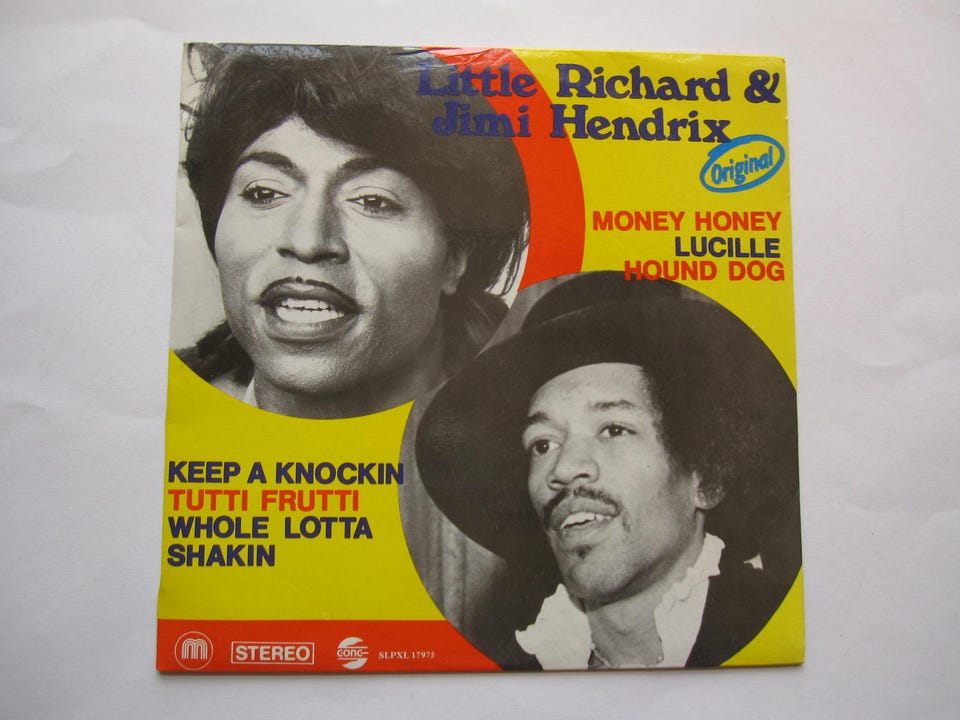 Little Richard &
Jimi Hendrix
Original
MONEY HONEY
LUCILLE
HOUND DOG
KEEP A KNOCKIN
TUTTI FRUTTI
WHOLE LOTTA
SHAKIN
m
STEREO
SLPXL 17975